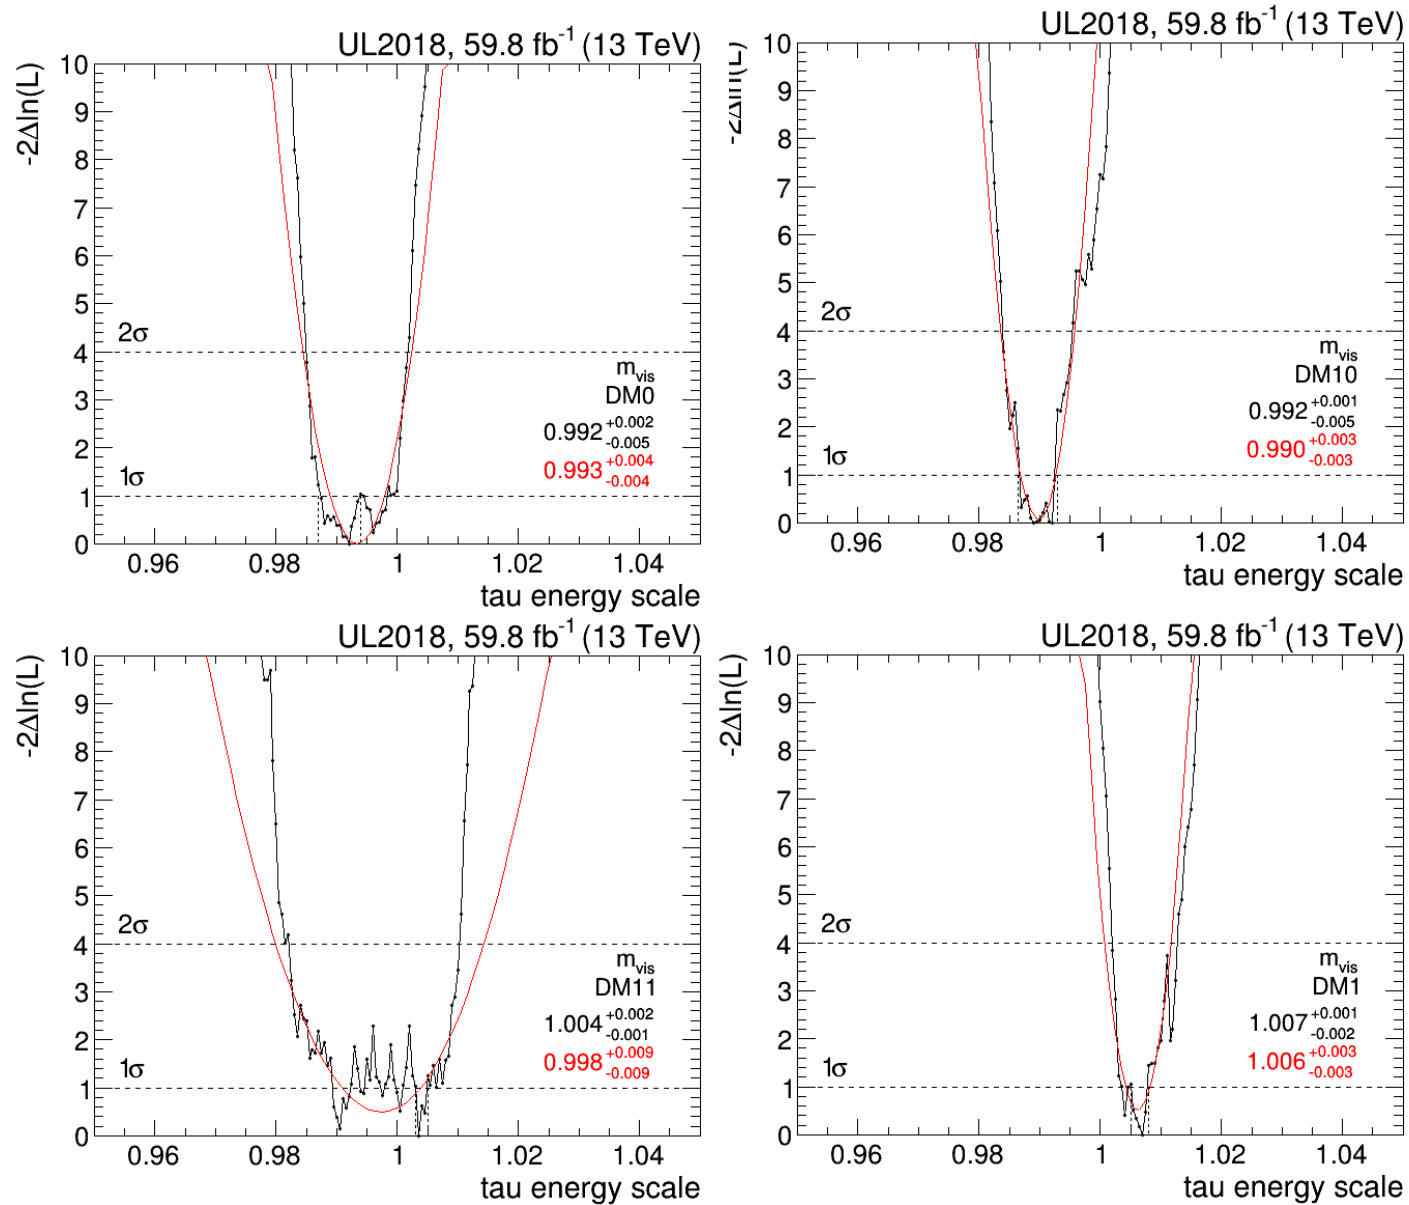 UL2018, 59.8 fb⁻¹ (13 TeV)
-2Δln(L)
10
9
8
7
6
5
4
3
2
1
0
2σ
1σ
m_vis
DM0
0.992 +0.002 -0.005
0.993 +0.004 -0.004
0.96 0.98 1 1.02 1.04
tau energy scale
UL2018, 59.8 fb⁻¹ (13 TeV)
-2Δln(L)
10
9
8
7
6
5
4
3
2
1
0
2σ
1σ
m_vis
DM10
0.992 +0.001 -0.005
0.990 +0.003 -0.003
0.96 0.98 1 1.02 1.04
tau energy scale
UL2018, 59.8 fb⁻¹ (13 TeV)
-2Δln(L)
10
9
8
7
6
5
4
3
2
1
0
2σ
1σ
m_vis
DM11
1.004 +0.002 -0.001
0.998 +0.009 -0.009
0.96 0.98 1 1.02 1.04
tau energy scale
UL2018, 59.8 fb⁻¹ (13 TeV)
-2Δln(L)
10
9
8
7
6
5
4
3
2
1
0
2σ
1σ
m_vis
DM1
1.007 +0.001 -0.002
1.006 +0.003 -0.003
0.96 0.98 1 1.02 1.04
tau energy scale